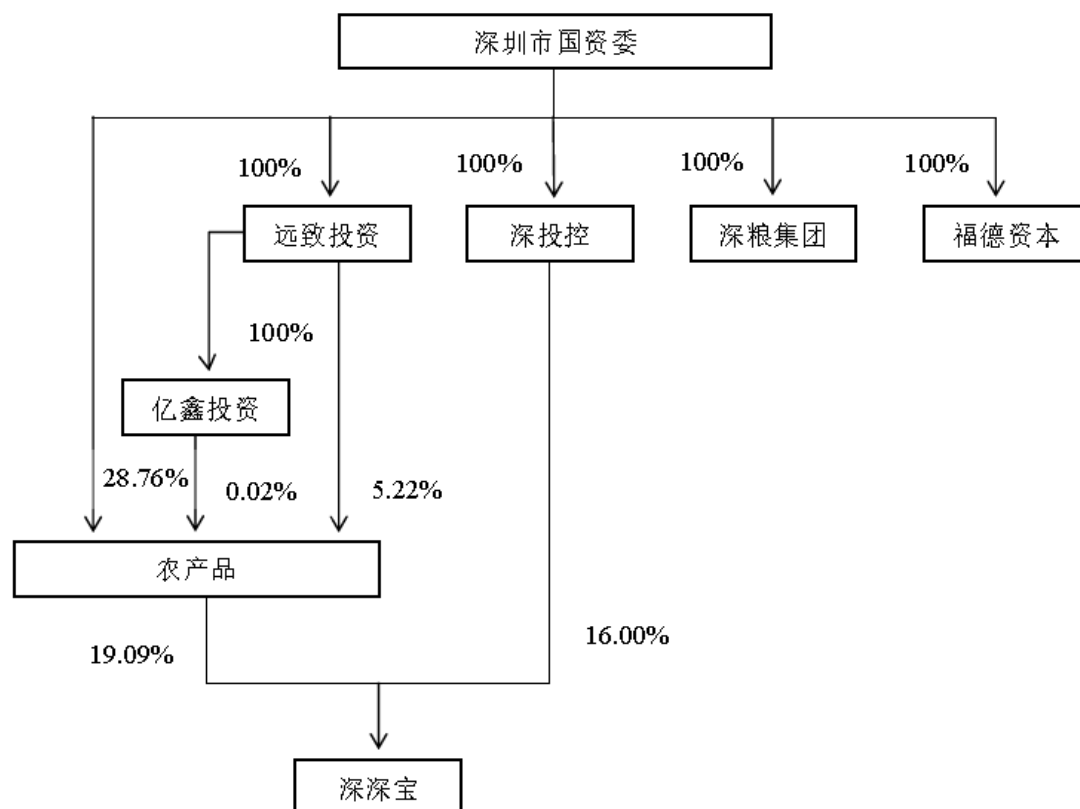 深圳市国资委
100%
100%
100%
100%
远致投资
深投控
深粮集团
福德资本
100%
亿鑫投资
28.76%
0.02%
5.22%
农产品
19.09%
16.00%
深深宝